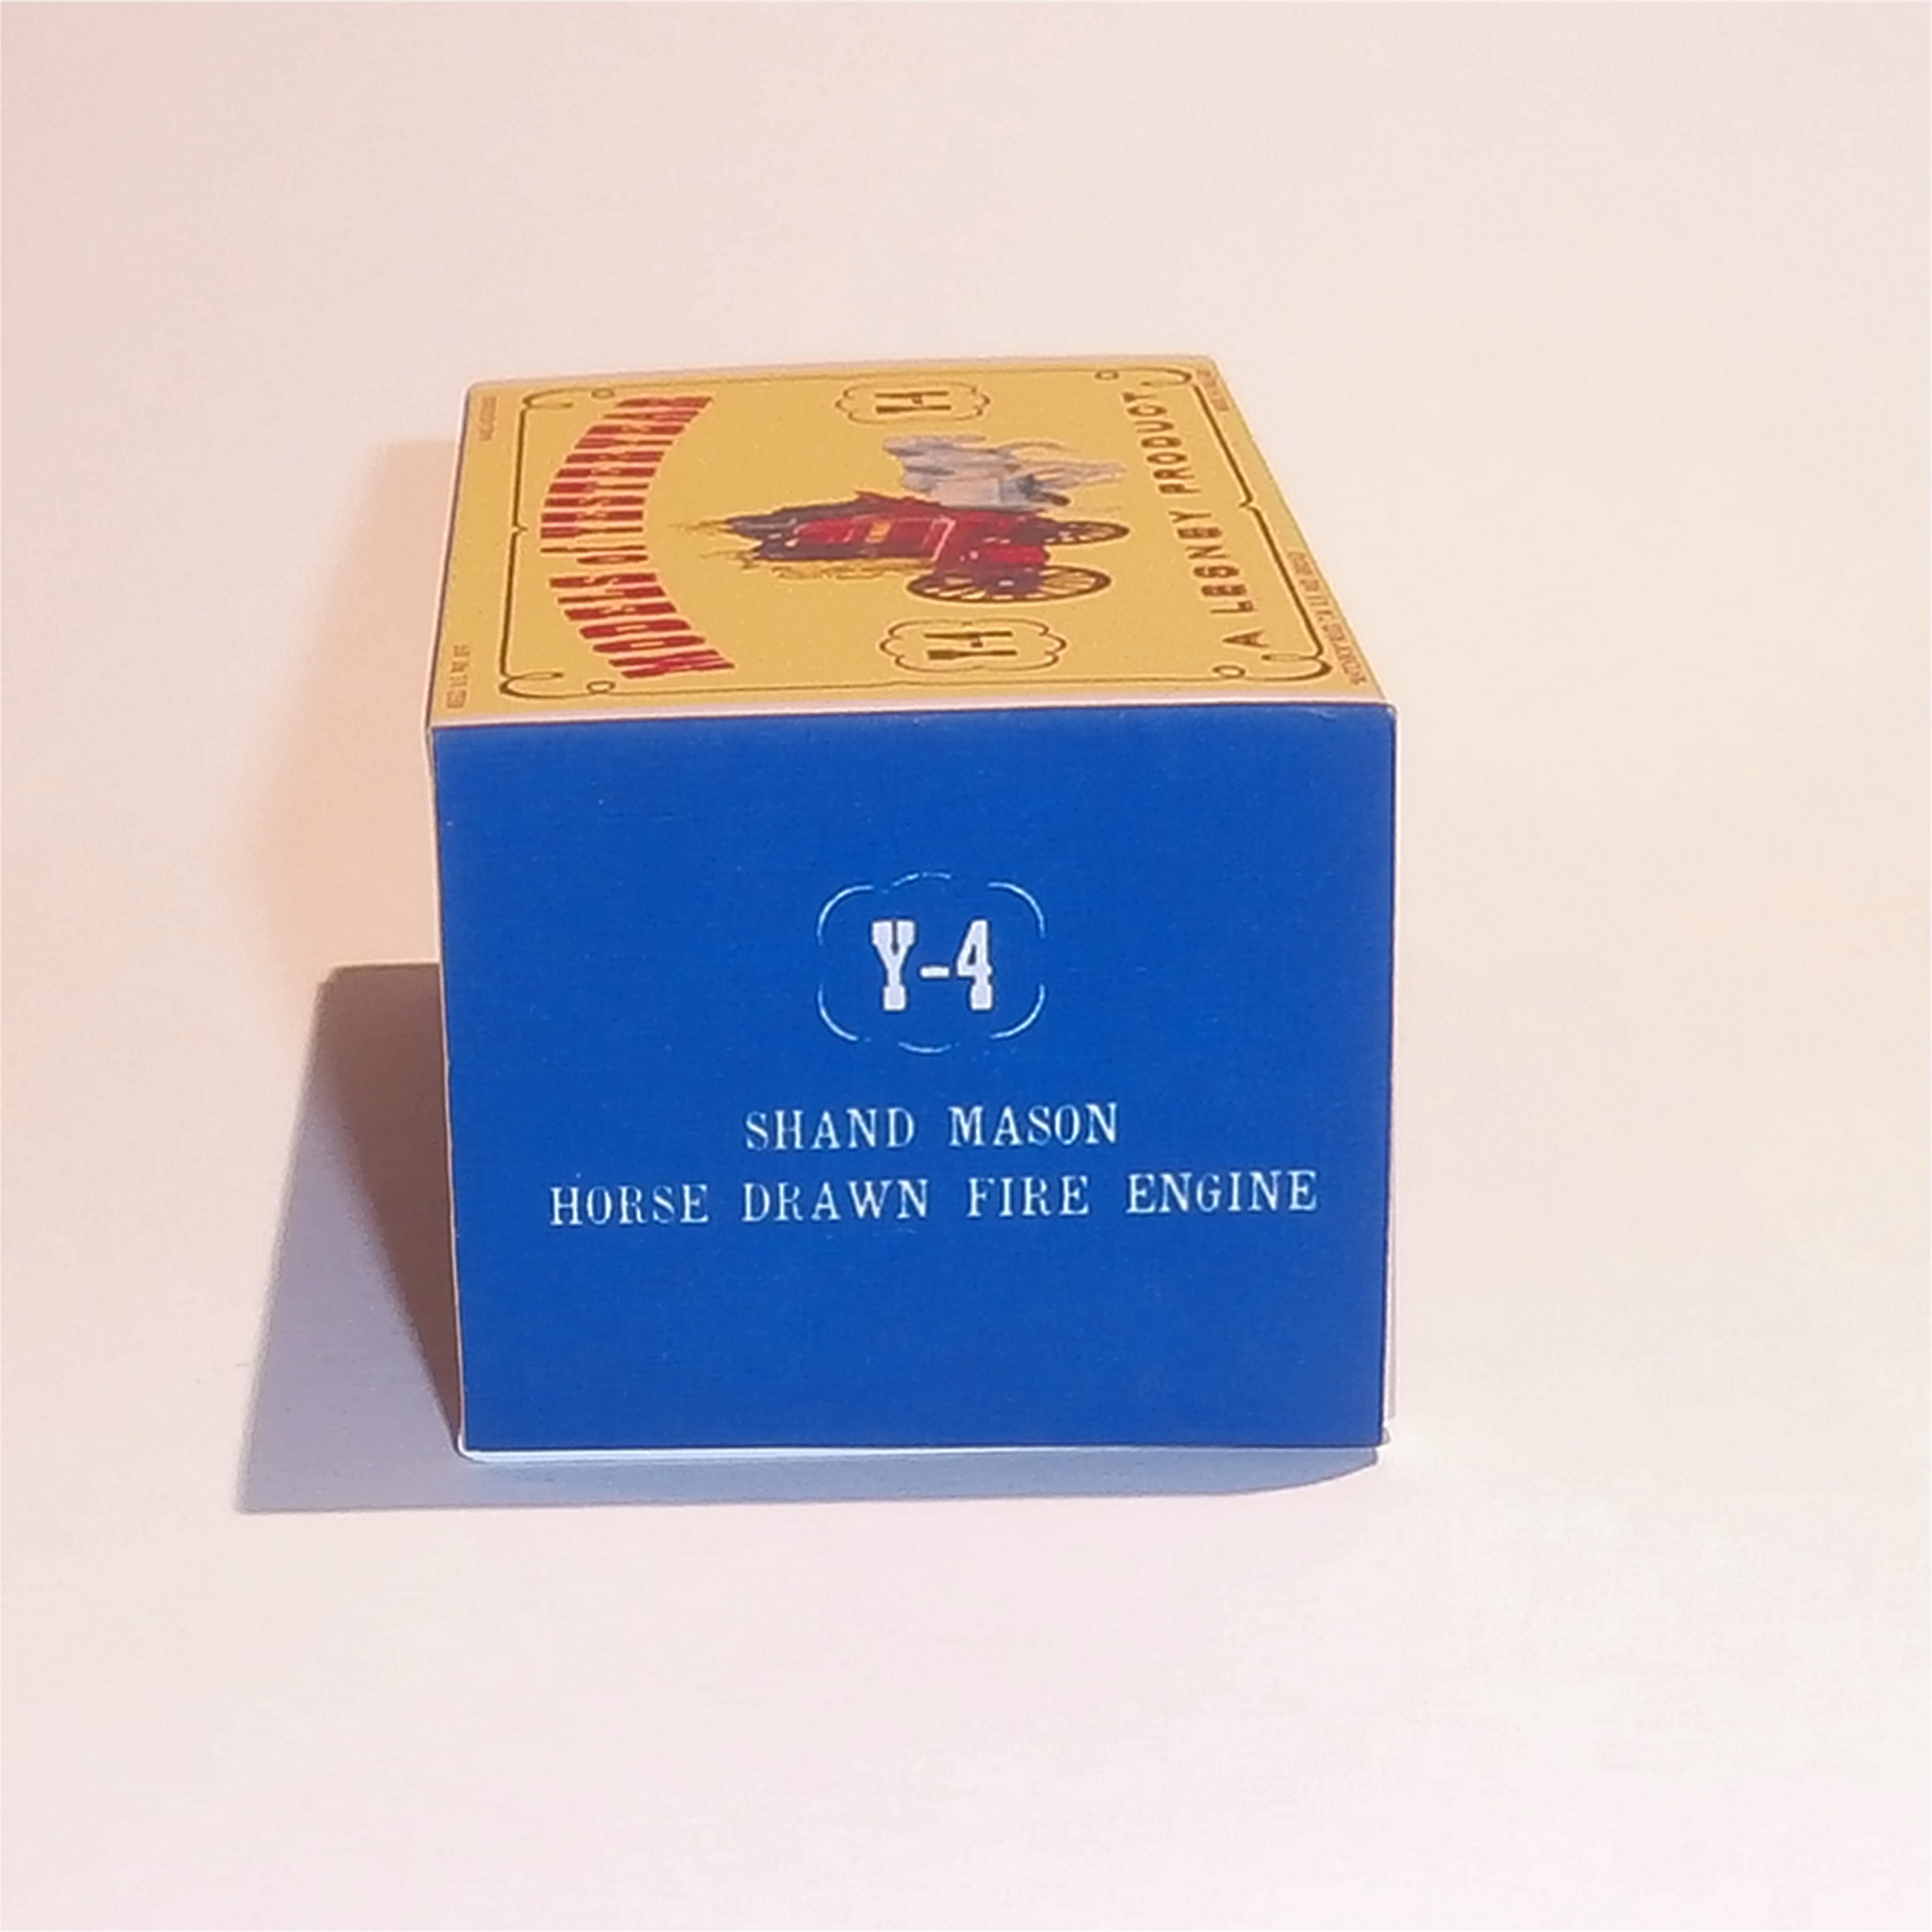 MODELS of YESTERYEAR
Y-4
Y-4
A LESNEY PRODUCT
Y-4
SHAND MASON
HORSE DRAWN FIRE ENGINE